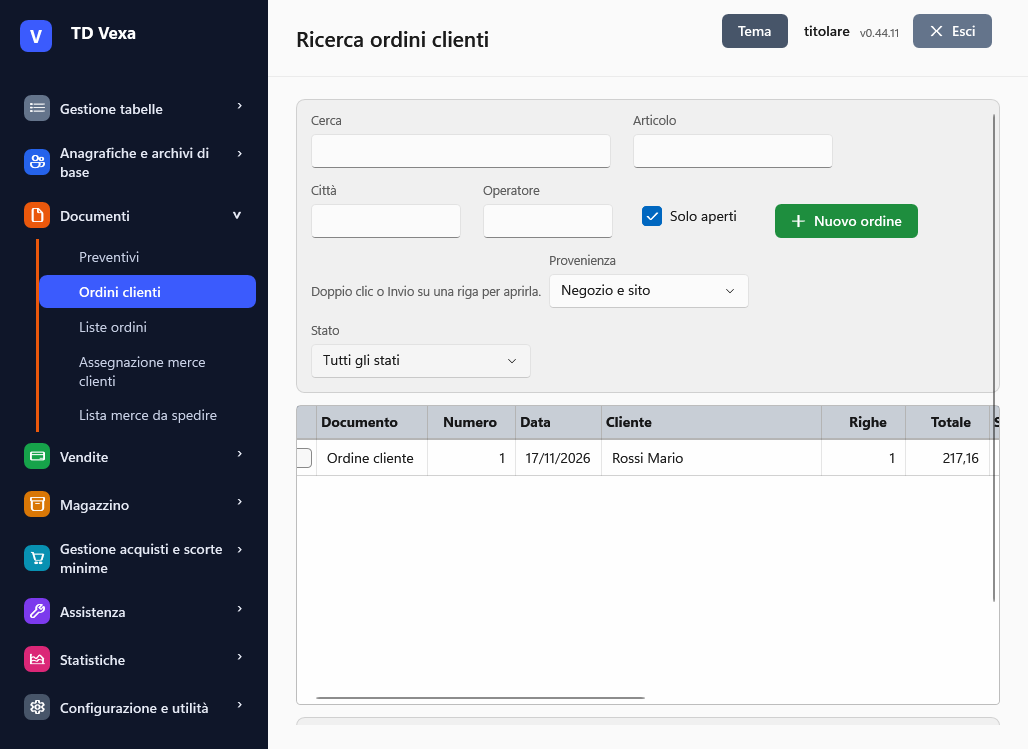 V
TD Vexa
Ricerca ordini clienti
Tema
titolare
v0.44.11
Esci
Gestione tabelle
Anagrafiche e archivi di
base
Documenti
Preventivi
Ordini clienti
Liste ordini
Assegnazione merce
clienti
Lista merce da spedire
Vendite
Magazzino
Gestione acquisti e scorte
minime
Assistenza
Statistiche
Configurazione e utilità
Cerca
Articolo
Città
Operatore
Solo aperti
Nuovo ordine
Provenienza
Doppio clic o Invio su una riga per aprirla.
Negozio e sito
Stato
Tutti gli stati
Documento Numero Data Cliente Righe Totale
Ordine cliente 1 17/11/2026 Rossi Mario 1 217,16